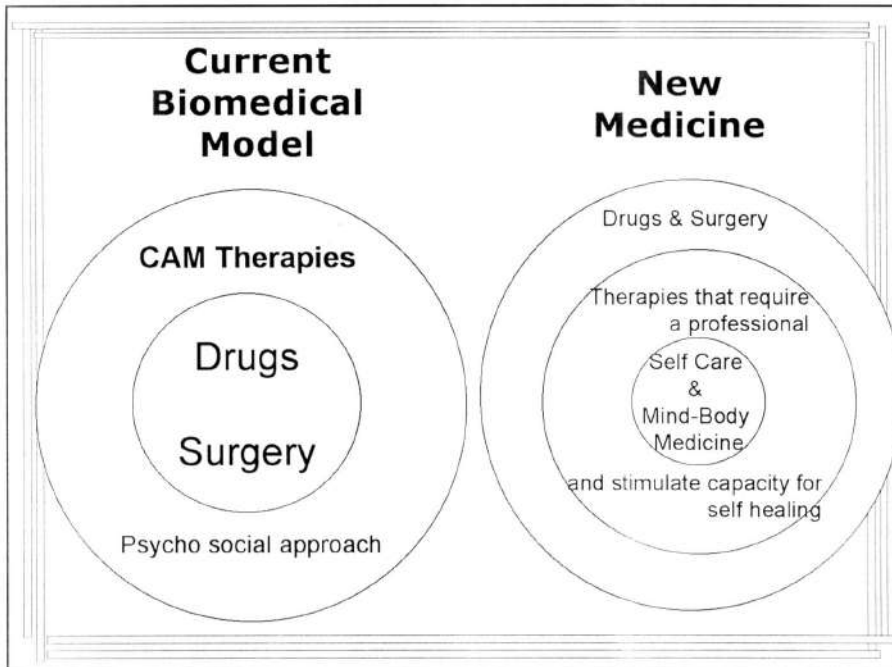 Current
Biomedical
Model
CAM Therapies
Drugs
Surgery
Psycho social approach
New
Medicine
Drugs & Surgery
Therapies that require
a professional
Self Care
&
Mind-Body
Medicine
and stimulate capacity for
self healing